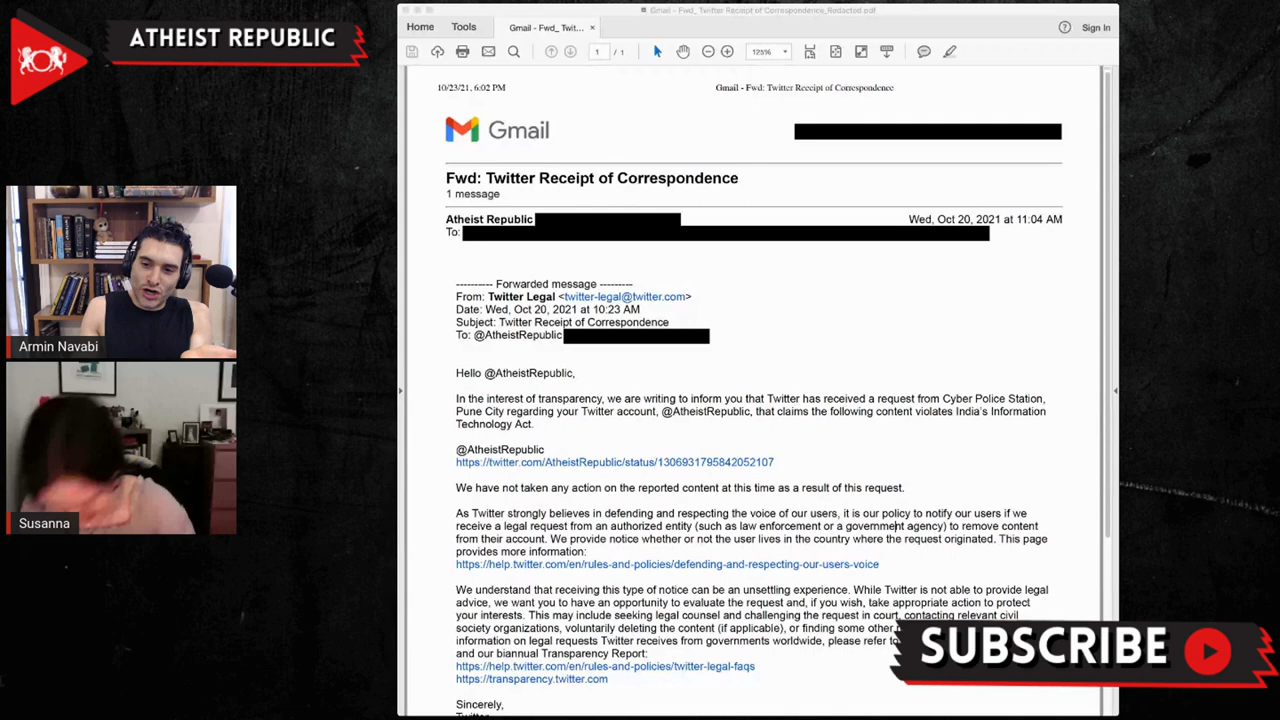 ATHEIST REPUBLIC
Gmail - Fwd_ Twitter Receipt of Correspondence_Redacted.pdf
Home
Tools
Gmail - Fwd_ Twit... ×
Sign In
1 / 1
125%
10/23/21, 6:02 PM
Gmail - Fwd: Twitter Receipt of Correspondence
Gmail
Fwd: Twitter Receipt of Correspondence
1 message
Atheist Republic
Wed, Oct 20, 2021 at 11:04 AM
To:
---------- Forwarded message ---------
From: Twitter Legal <twitter-legal@twitter.com>
Date: Wed, Oct 20, 2021 at 10:23 AM
Subject: Twitter Receipt of Correspondence
To: @AtheistRepublic
Hello @AtheistRepublic,
In the interest of transparency, we are writing to inform you that Twitter has received a request from Cyber Police Station,
Pune City regarding your Twitter account, @AtheistRepublic, that claims the following content violates India's Information
Technology Act.
@AtheistRepublic
https://twitter.com/AtheistRepublic/status/1306931795842052107
We have not taken any action on the reported content at this time as a result of this request.
As Twitter strongly believes in defending and respecting the voice of our users, it is our policy to notify our users if we
receive a legal request from an authorized entity (such as law enforcement or a government agency) to remove content
from their account. We provide notice whether or not the user lives in the country where the request originated. This page
provides more information:
https://help.twitter.com/en/rules-and-policies/defending-and-respecting-our-users-voice
We understand that receiving this type of notice can be an unsettling experience. While Twitter is not able to provide legal
advice, we want you to have an opportunity to evaluate the request and, if you wish, take appropriate action to protect
your interests. This may include seeking legal counsel and challenging the request in court, contacting relevant civil
society organizations, voluntarily deleting the content (if applicable), or finding some other
information on legal requests Twitter receives from governments worldwide, please refer to
and our biannual Transparency Report:
https://help.twitter.com/en/rules-and-policies/twitter-legal-faqs
https://transparency.twitter.com
Sincerely,
Twitter
Armin Navabi
Susanna
SUBSCRIBE